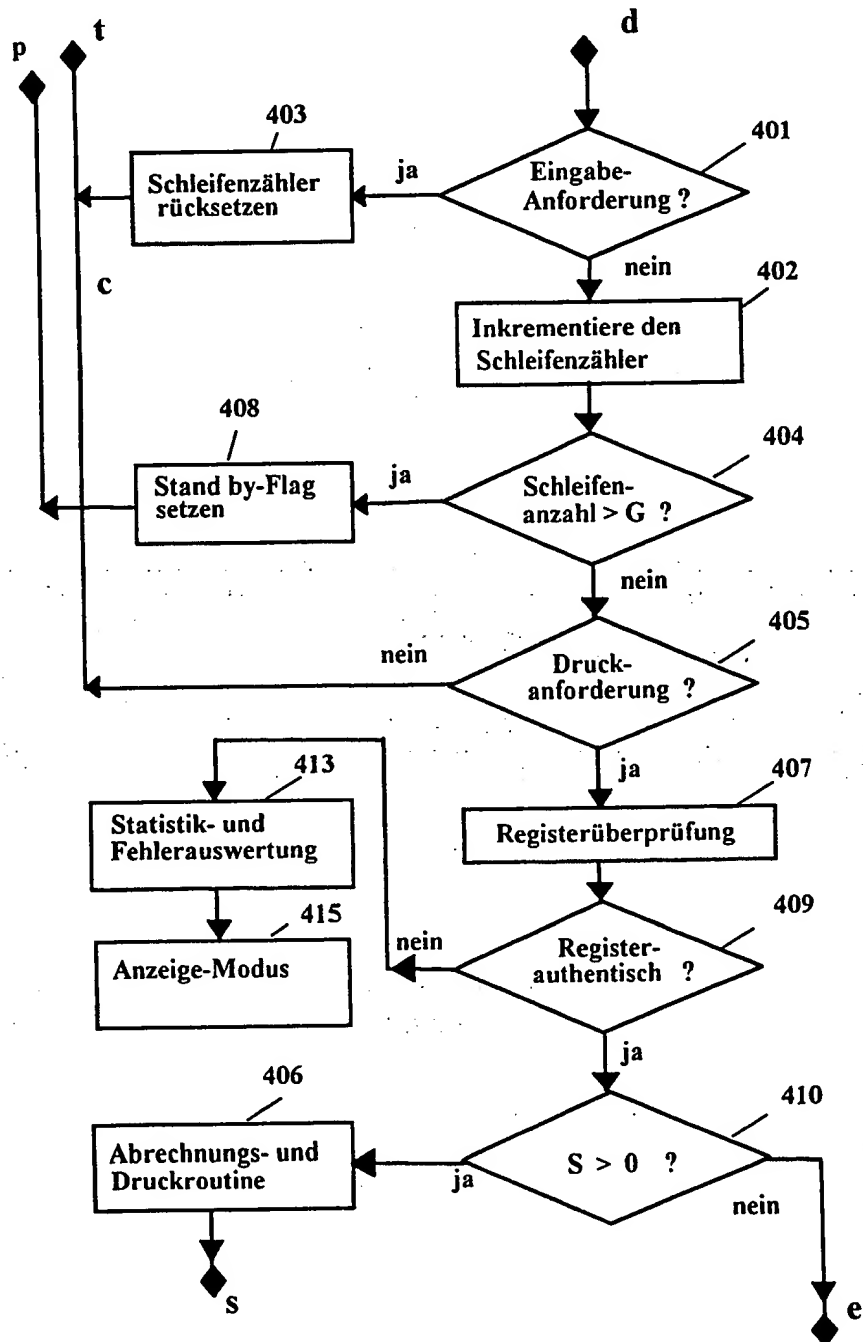 p
t
d
403
401
Schleifenzähler
rücksetzen
ja
Eingabe-
Anforderung ?
nein
c
402
Inkrementiere den
Schleifenzähler
408
404
Stand by-Flag
setzen
ja
Schleifen-
anzahl > G ?
nein
405
nein
Druck-
anforderung ?
ja
413
407
Statistik- und
Fehlerauswertung
Registerüberprüfung
415
409
Anzeige-Modus
nein
Register-
authentisch ?
ja
406
410
Abrechnungs- und
Druckroutine
ja
S > 0 ?
nein
s
e